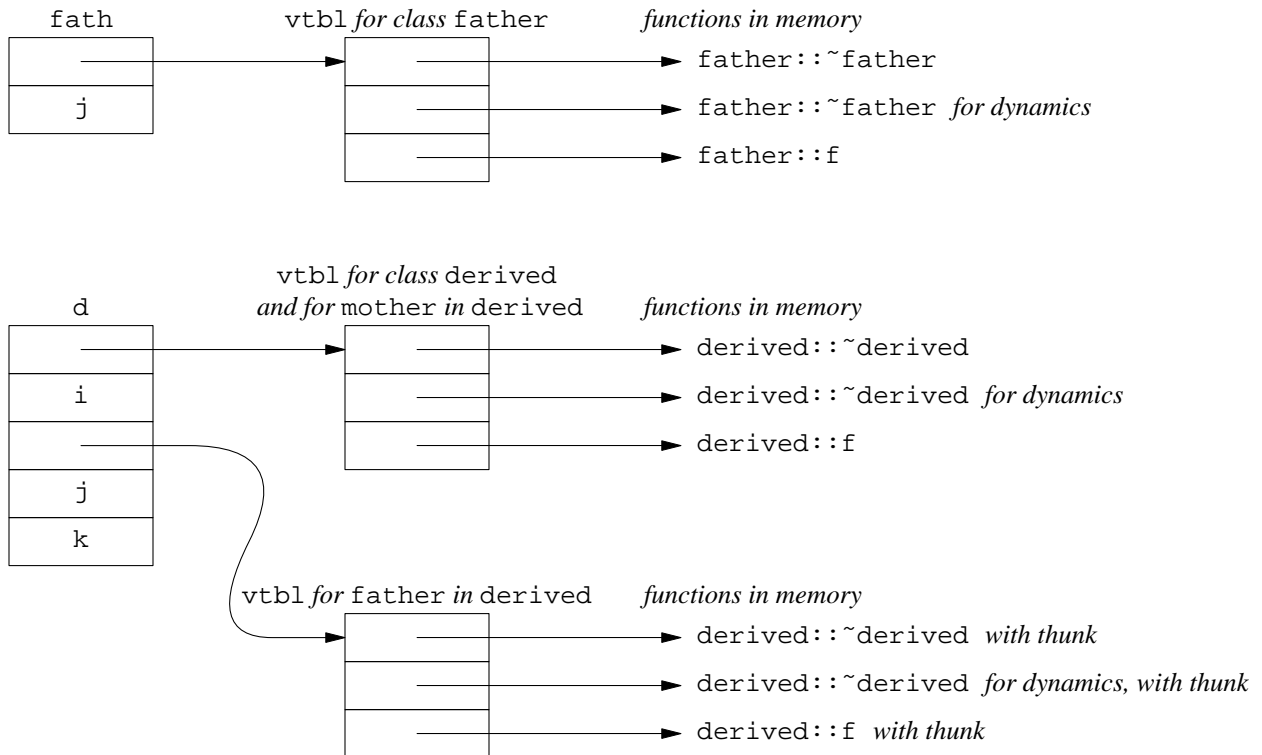 fath vtbl for class father functions in memory
father::~father
j father::~father for dynamics
father::f
vtbl for class derived
d and for mother in derived functions in memory
derived::~derived
i derived::~derived for dynamics
derived::f
j
k
vtbl for father in derived functions in memory
derived::~derived with thunk
derived::~derived for dynamics, with thunk
derived::f with thunk